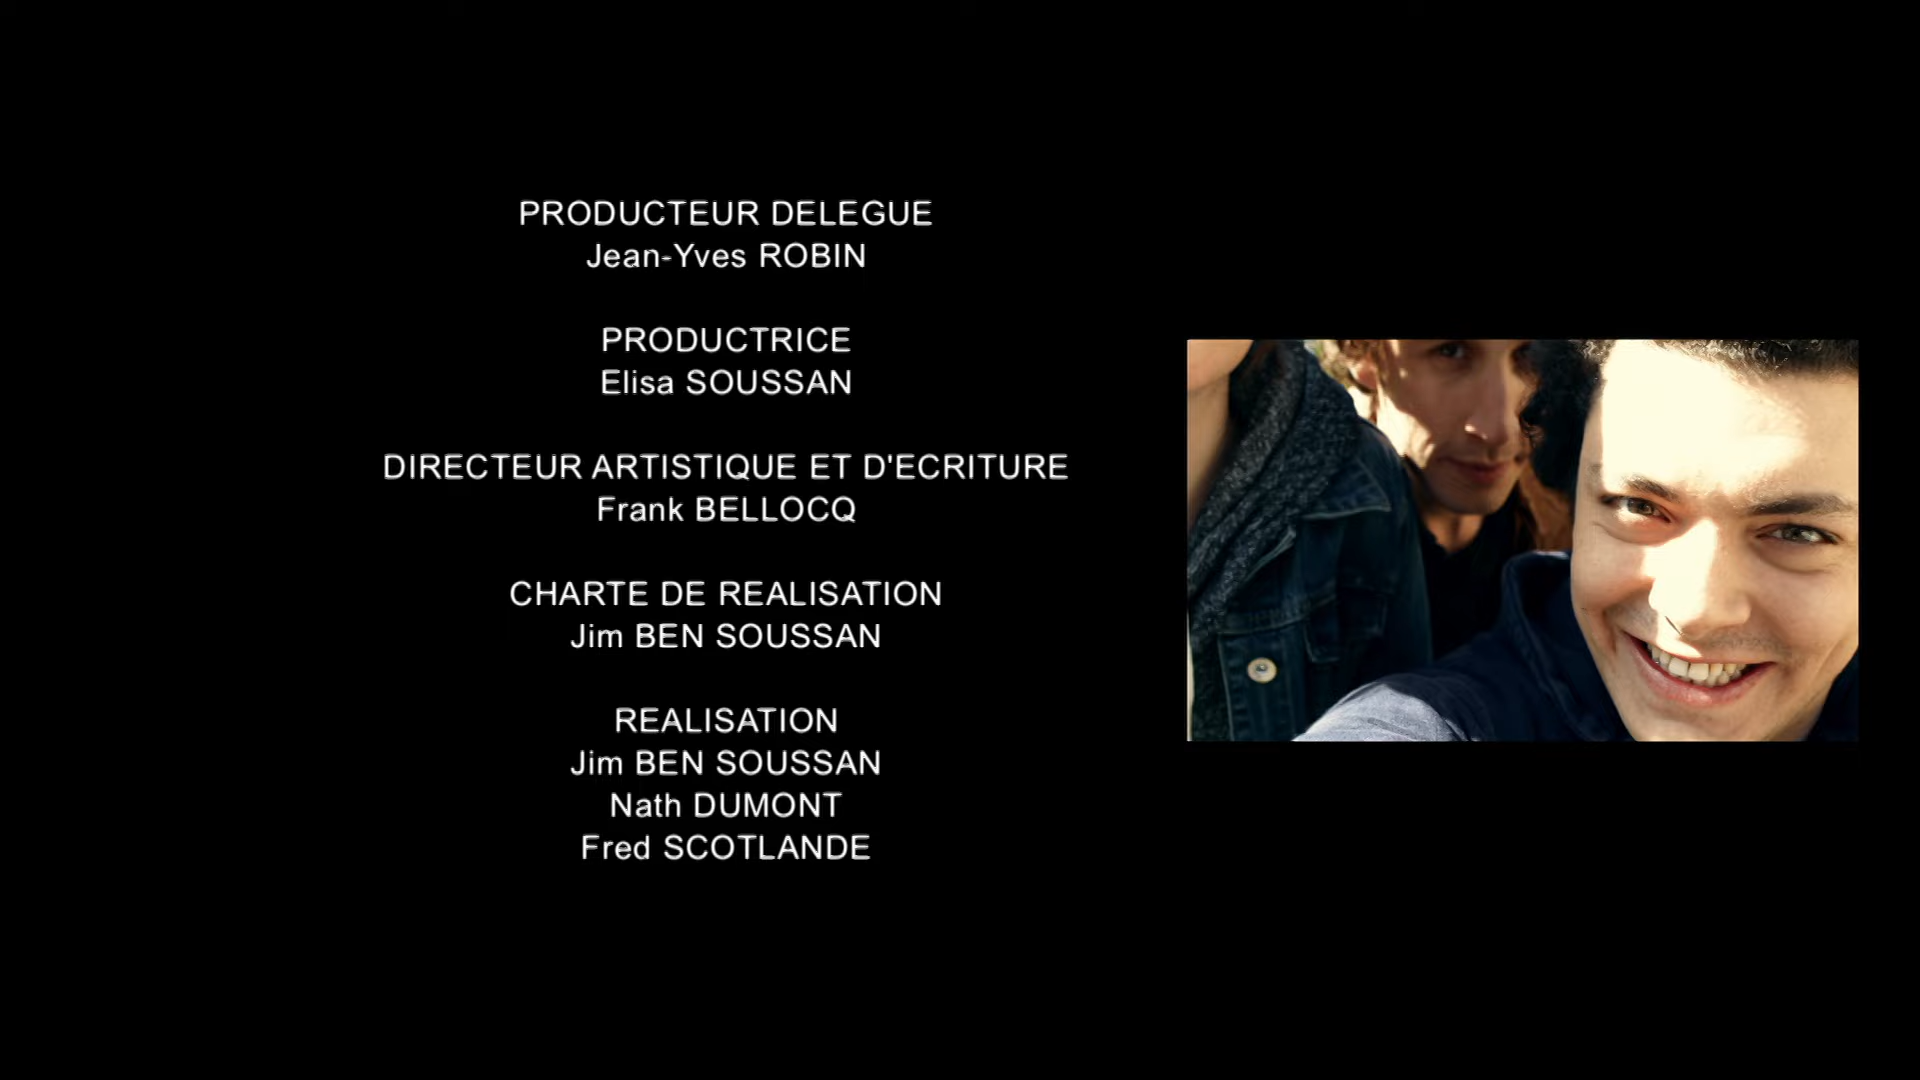 PRODUCTEUR DELEGUE
Jean-Yves ROBIN
PRODUCTRICE
Elisa SOUSSAN
DIRECTEUR ARTISTIQUE ET D'ECRITURE
Frank BELLOCQ
CHARTE DE REALISATION
Jim BEN SOUSSAN
REALISATION
Jim BEN SOUSSAN
Nath DUMONT
Fred SCOTLANDE